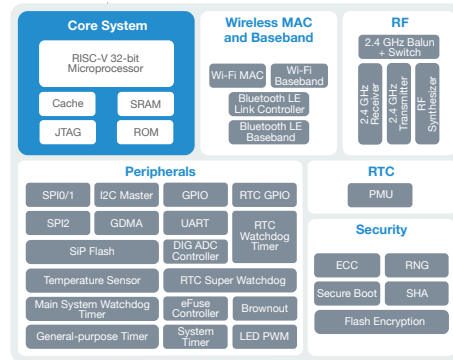 Core System
RISC-V 32-bit
Microprocessor
Cache
SRAM
JTAG
ROM
Wireless MAC
and Baseband
Wi-Fi MAC
Wi-Fi
Baseband
Bluetooth LE
Link Controller
Bluetooth LE
Baseband
RF
2.4 GHz Balun
+ Switch
2.4 GHz
Receiver
2.4 GHz
Transmitter
RF
Synthesizer
Peripherals
SPI0/1
I2C Master
GPIO
RTC GPIO
SPI2
GDMA
UART
RTC
Watchdog
Timer
SiP Flash
DIG ADC
Controller
Temperature Sensor
RTC Super Watchdog
Main System Watchdog
Timer
eFuse
Controller
Brownout
General-purpose Timer
System
Timer
LED PWM
RTC
PMU
Security
ECC
RNG
Secure Boot
SHA
Flash Encryption